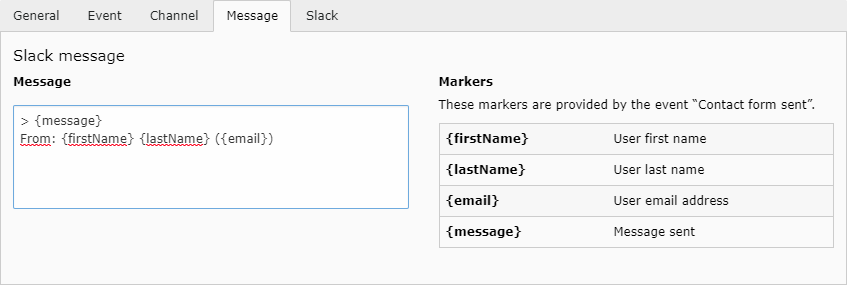 General Event Channel Message Slack
Slack message
Message
> {message}
From: {firstName} {lastName} ({email})
Markers
These markers are provided by the event “Contact form sent”.
{firstName} User first name
{lastName} User last name
{email} User email address
{message} Message sent